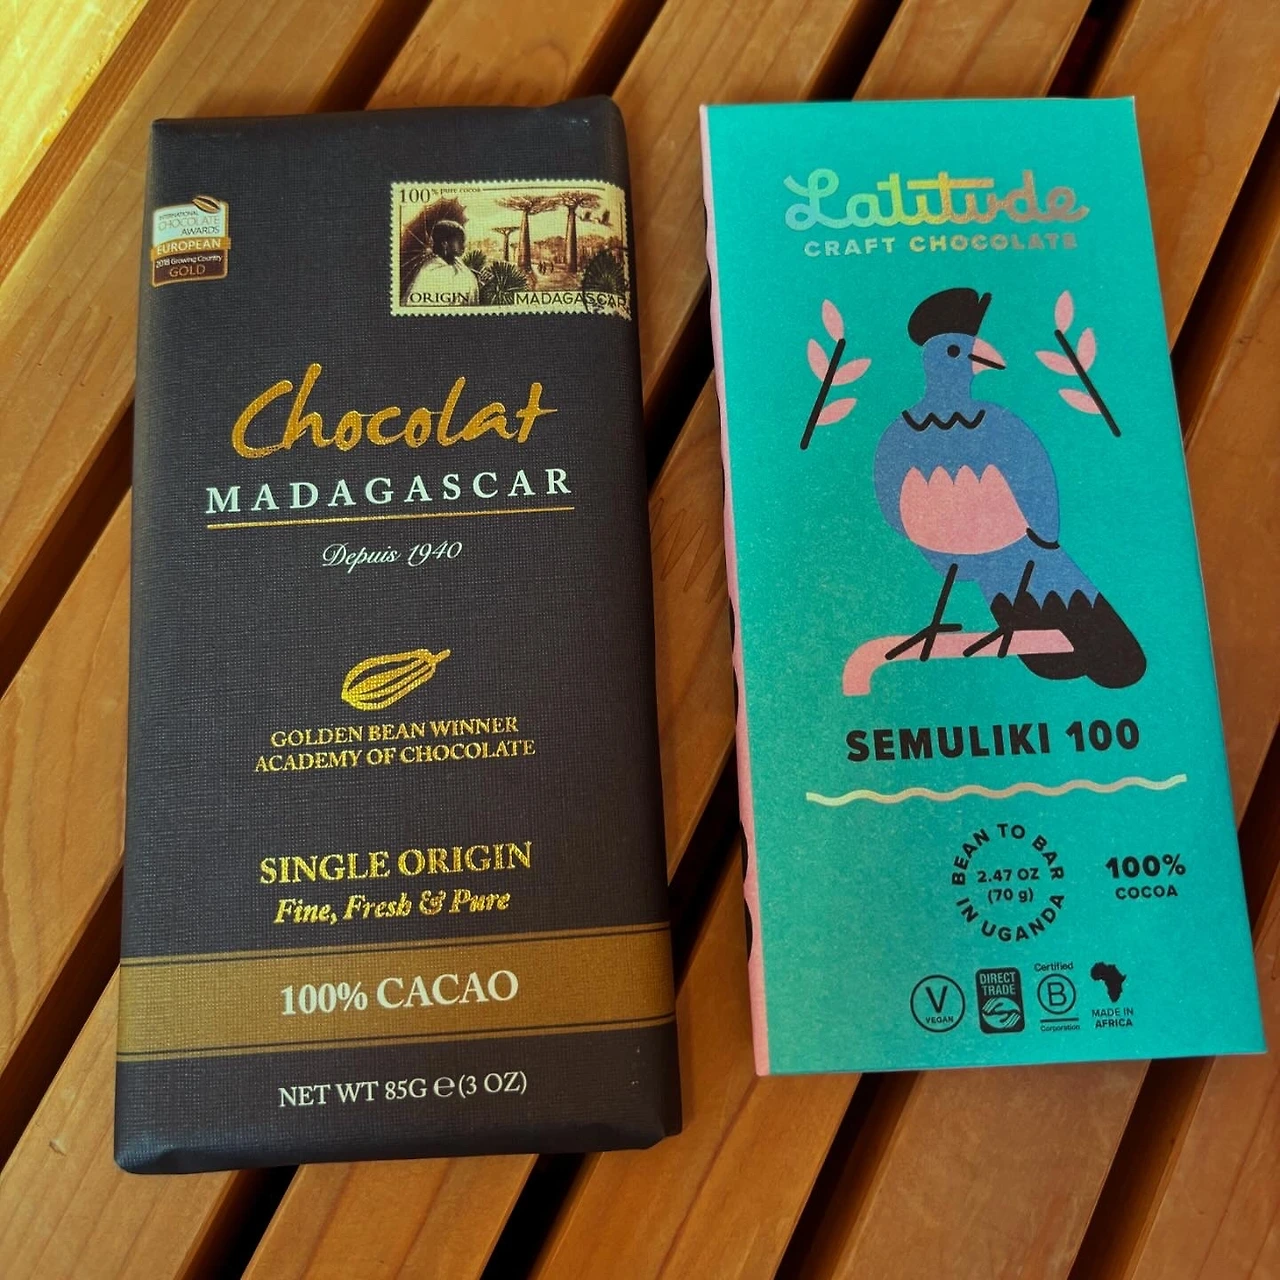 INTERNATIONAL
CHOCOLATE
AWARDS
EUROPEAN
2018 Growing Country
GOLD
100% pure cocoa
ORIGIN MADAGASCAR
Chocolat
MADAGASCAR
Depuis 1940
GOLDEN BEAN WINNER
ACADEMY OF CHOCOLATE
SINGLE ORIGIN
Fine, Fresh & Pure
100% CACAO
NET WT 85G ℮ (3 OZ)
Latitude
CRAFT CHOCOLATE
SEMULIKI 100
BEAN TO BAR
2.47 OZ
(70 g)
IN UGANDA
100%
COCOA
V
VEGAN
DIRECT
TRADE
Certified
B
Corporation
MADE IN
AFRICA